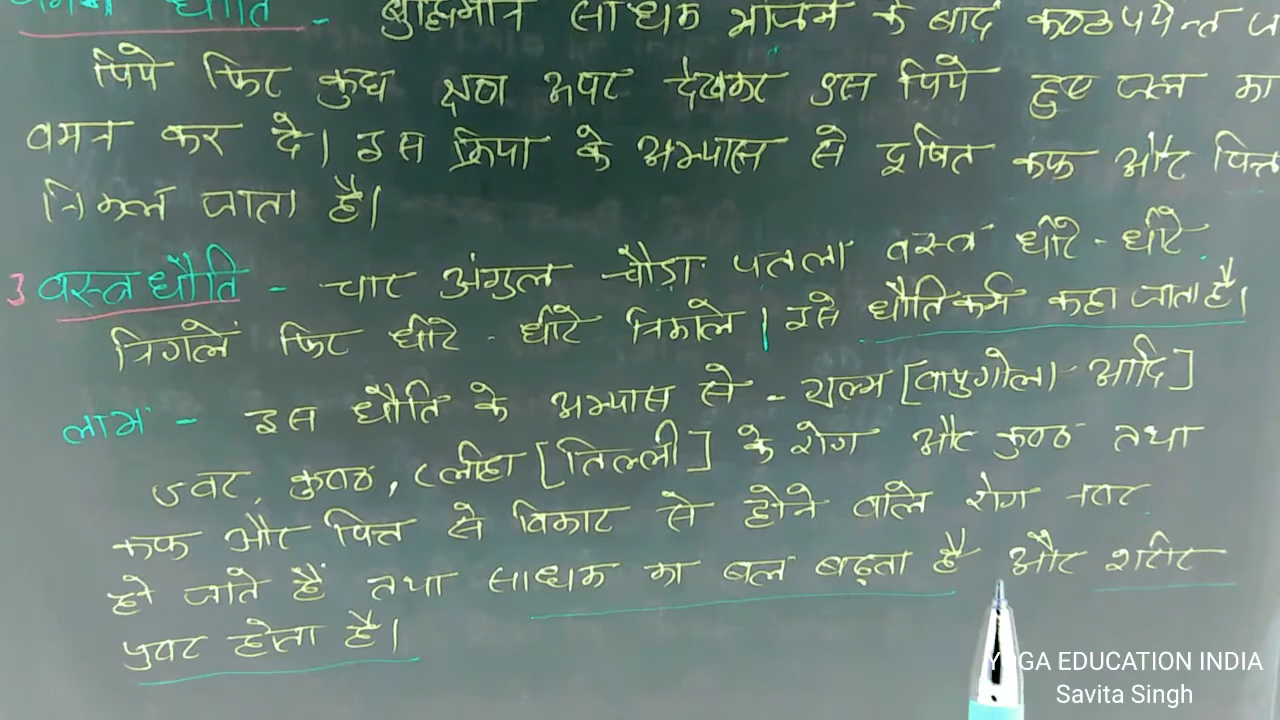 धौति - बुद्धिमान साधक भोजन के बाद कण्ठ पर्यन्त
पिये फिर कुछ क्षण ऊपर देखकर उस पिये हुए जल का
वमन कर दे। इस क्रिया के अभ्यास से दूषित कफ और पित्त
निकल जाता है।
3 वस्त्र धौति - चार अंगुल चौड़ा पतला वस्त्र धीरे - धीरे
निगलें फिर धीरे - धीरे निकाले। इसे धौतिकर्म कहा जाता है।
लाभ - इस धौति के अभ्यास से - गुल्म [वायुगोला आदि]
ज्वर, कुष्ठ, प्लीहा [तिल्ली] के रोग और कुष्ठ तथा
कफ और पित्त से विकार से होने वाले रोग नष्ट
हो जाते हैं तथा साधक का बल बढ़ता है और शरीर
पुष्ट होता है।
YOGA EDUCATION INDIA
Savita Singh